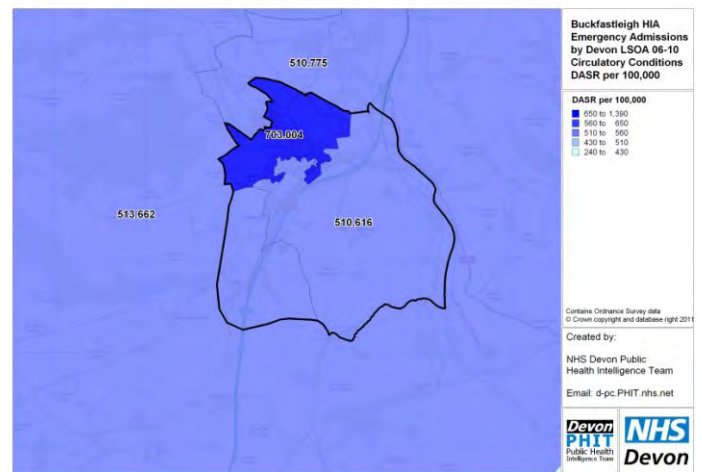 Buckfastleigh HIA
Emergency Admissions
by Devon LSOA 06-10
Circulatory Conditions
DASR per 100,000
510.775
703.004
513.662
510.616
DASR per 100,000
650 to 1,390
560 to 650
510 to 560
430 to 510
240 to 430
Contains Ordnance Survey data
© Crown copyright and database right 2011
Created by:
NHS Devon Public
Health Intelligence Team
Email: d-pc.PHIT.nhs.net
Devon
PHIT
Public Health
Intelligence Team
NHS
Devon